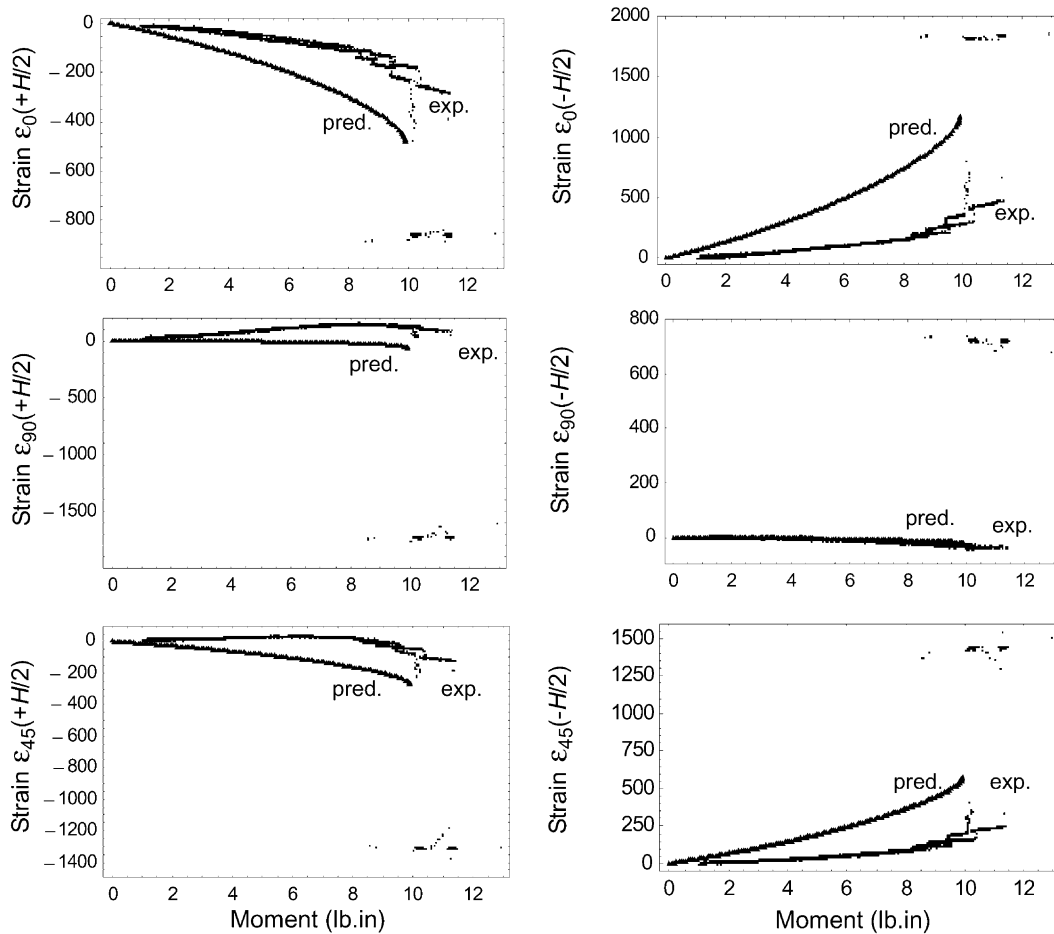 Strain ε0(+H/2)
0
– 200
– 400
– 600
– 800
pred.
exp.
0 2 4 6 8 10 12
Strain ε0(-H/2)
2000
1500
1000
500
0
pred.
exp.
0 2 4 6 8 10 12
Strain ε90(+H/2)
0
– 500
– 1000
– 1500
pred.
exp.
0 2 4 6 8 10 12
Strain ε90(-H/2)
800
600
400
200
0
pred.
exp.
0 2 4 6 8 10 12
Strain ε45(+H/2)
0
– 200
– 400
– 600
– 800
– 1000
– 1200
– 1400
pred.
exp.
0 2 4 6 8 10 12
Moment (lb.in)
Strain ε45(-H/2)
1500
1250
1000
750
500
250
0
pred.
exp.
0 2 4 6 8 10 12
Moment (lb.in)